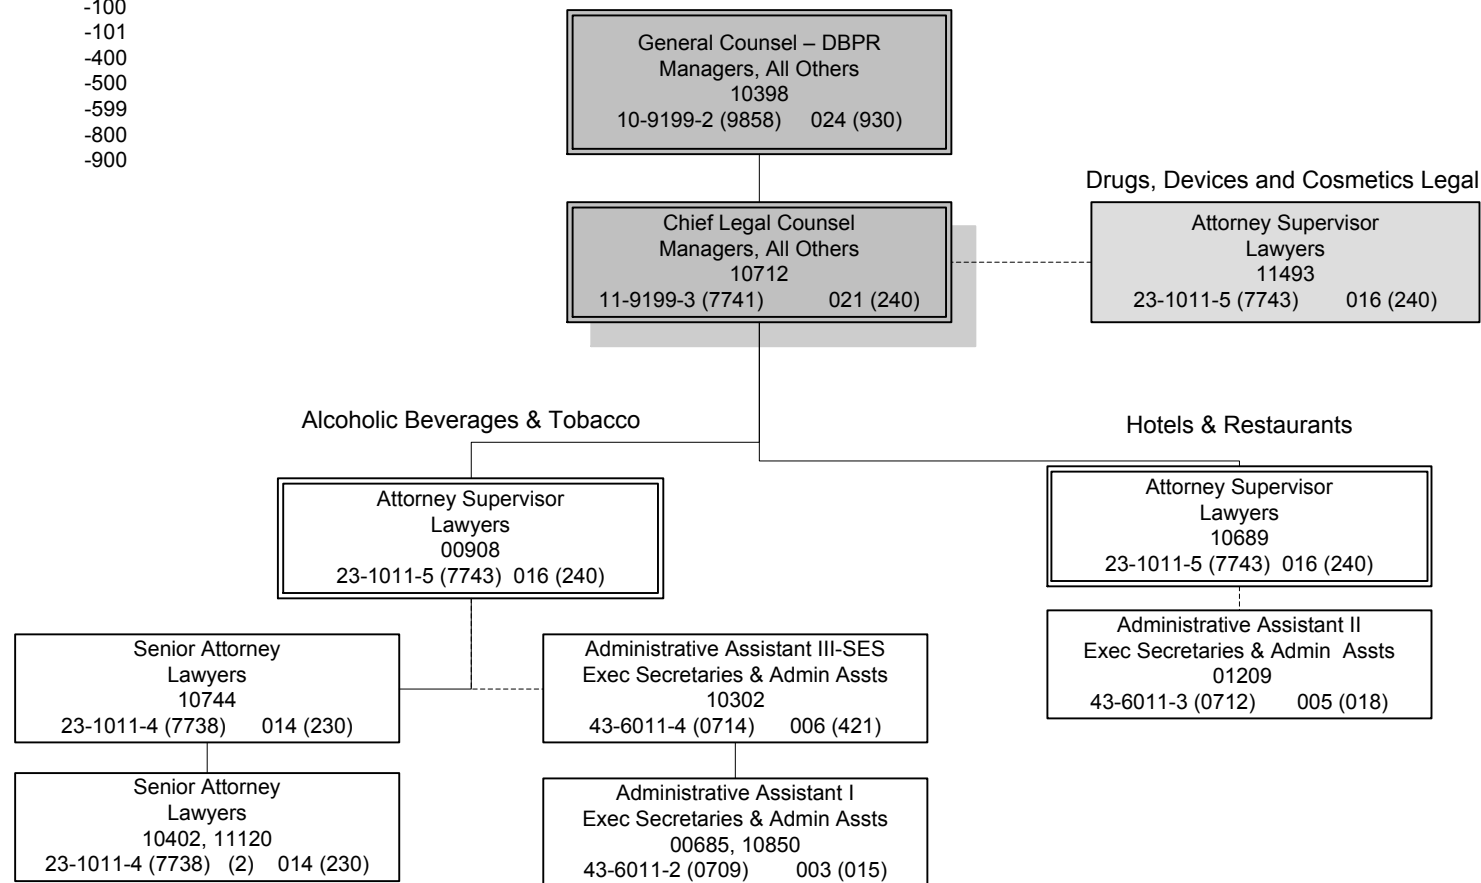 -100
-101
-400
-500
-599
-800
-900
General Counsel – DBPR
Managers, All Others
10398
10-9199-2 (9858) 024 (930)
Drugs, Devices and Cosmetics Legal
Chief Legal Counsel
Managers, All Others
10712
11-9199-3 (7741) 021 (240)
Attorney Supervisor
Lawyers
11493
23-1011-5 (7743) 016 (240)
Alcoholic Beverages & Tobacco
Hotels & Restaurants
Attorney Supervisor
Lawyers
00908
23-1011-5 (7743) 016 (240)
Attorney Supervisor
Lawyers
10689
23-1011-5 (7743) 016 (240)
Senior Attorney
Lawyers
10744
23-1011-4 (7738) 014 (230)
Administrative Assistant III-SES
Exec Secretaries & Admin Assts
10302
43-6011-4 (0714) 006 (421)
Administrative Assistant II
Exec Secretaries & Admin Assts
01209
43-6011-3 (0712) 005 (018)
Senior Attorney
Lawyers
10402, 11120
23-1011-4 (7738) (2) 014 (230)
Administrative Assistant I
Exec Secretaries & Admin Assts
00685, 10850
43-6011-2 (0709) 003 (015)